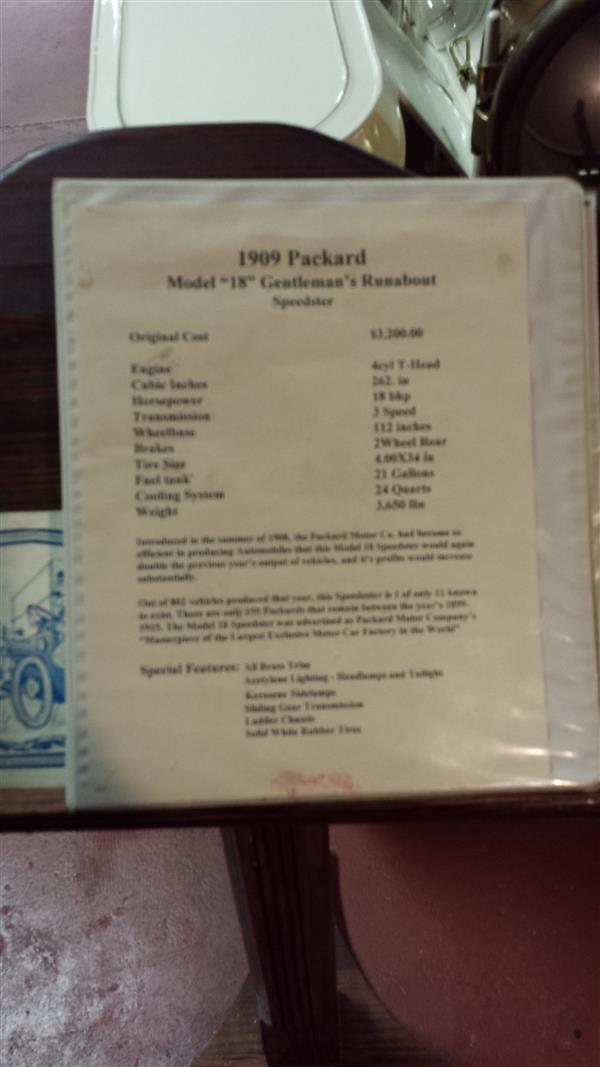 1909 Packard
Model "18" Gentleman's Runabout
Speedster
Original Cost $3,200.00
Engine 4cyl T-Head
Cubic Inches 262. in
Horsepower 18 bhp
Transmission 3 Speed
Wheelbase 112 inches
Brakes 2Wheel Rear
Tire Size 4.00X34 in
Fuel tank 21 Gallons
Cooling System 24 Quarts
Weight 3,650 lbs
Introduced in the summer of 1908, the Packard Motor Co. had become so
efficient in producing Automobiles that this Model 18 Speedster would again
double the previous year's output of vehicles, and it's profits would increase
substantially.
Out of 802 vehicles produced that year, this Speedster is 1 of only 11 known
to exist. There are only Packards that remain between the year's 1899-
1915. The Model 18 Speedster was advertised as Packard Motor Company's
"Masterpiece of the Largest Exclusive Motor Car Factory in the World"
Special Features: All Brass Trim
Acetylene Lighting - Headlamps and Tailight
Kerosene Sidelamps
Sliding Gear Transmission
Ladder Chassis
Solid White Rubber Tires